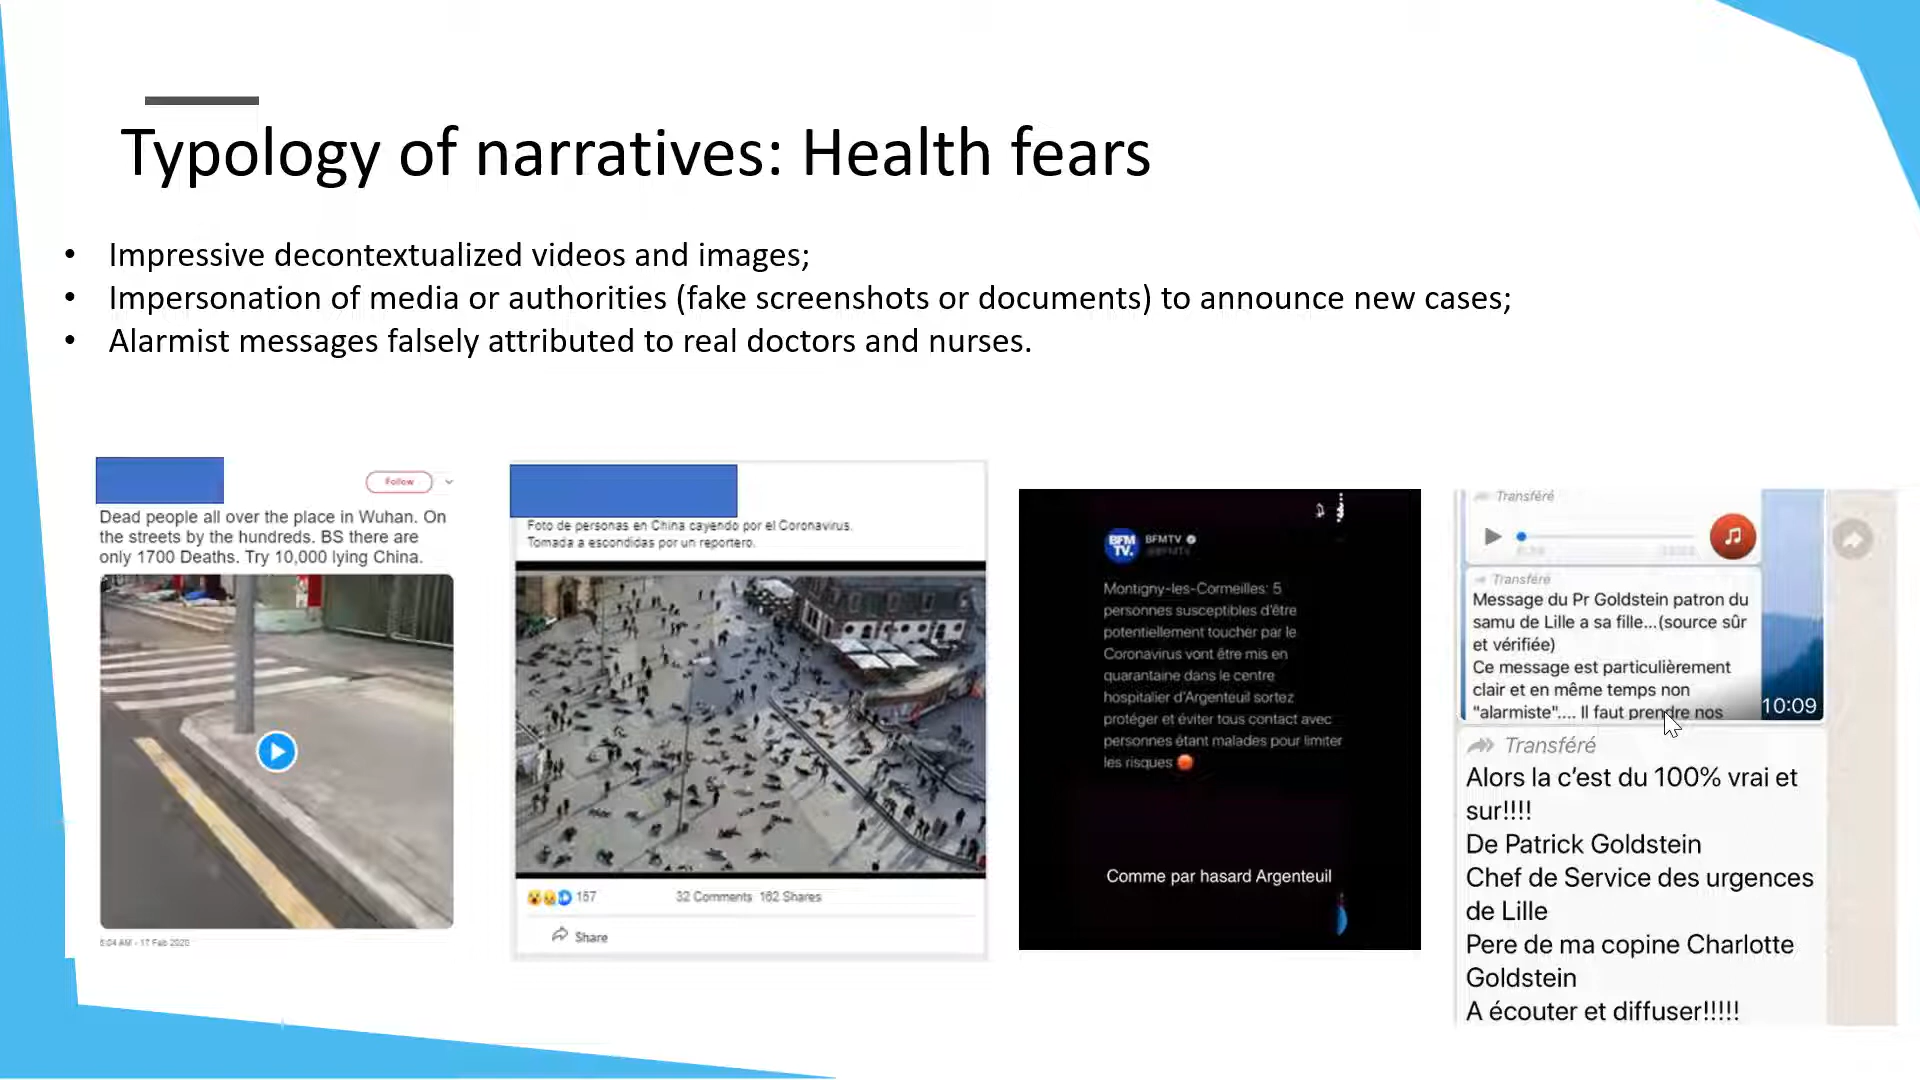 Typology of narratives: Health fears
• Impressive decontextualized videos and images;
• Impersonation of media or authorities (fake screenshots or documents) to announce new cases;
• Alarmist messages falsely attributed to real doctors and nurses.
Follow
Dead people all over the place in Wuhan. On
the streets by the hundreds. BS there are
only 1700 Deaths. Try 10,000 lying China.
5:04 AM - 17 Feb 2020
Foto de personas en China cayendo por el Coronavirus.
Tomada a escondidas por un reportero.
157
32 Comments 162 Shares
Share
BFM
TV.
BFMTV
Montigny-les-Cormeilles: 5
personnes susceptibles d'être
potentiellement toucher par le
Coronavirus vont être mis en
quarantaine dans le centre
hospitalier d'Argenteuil sortez
protéger et éviter tous contact avec
personnes étant malades pour limiter
les risques
Comme par hasard Argenteuil
Transféré
Transféré
Message du Pr Goldstein patron du
samu de Lille a sa fille...(source sûr
et vérifiée)
Ce message est particulièrement
clair et en même temps non
"alarmiste".... Il faut prendre nos
10:09
Transféré
Alors la c'est du 100% vrai et
sur!!!!
De Patrick Goldstein
Chef de Service des urgences
de Lille
Pere de ma copine Charlotte
Goldstein
A écouter et diffuser!!!!!